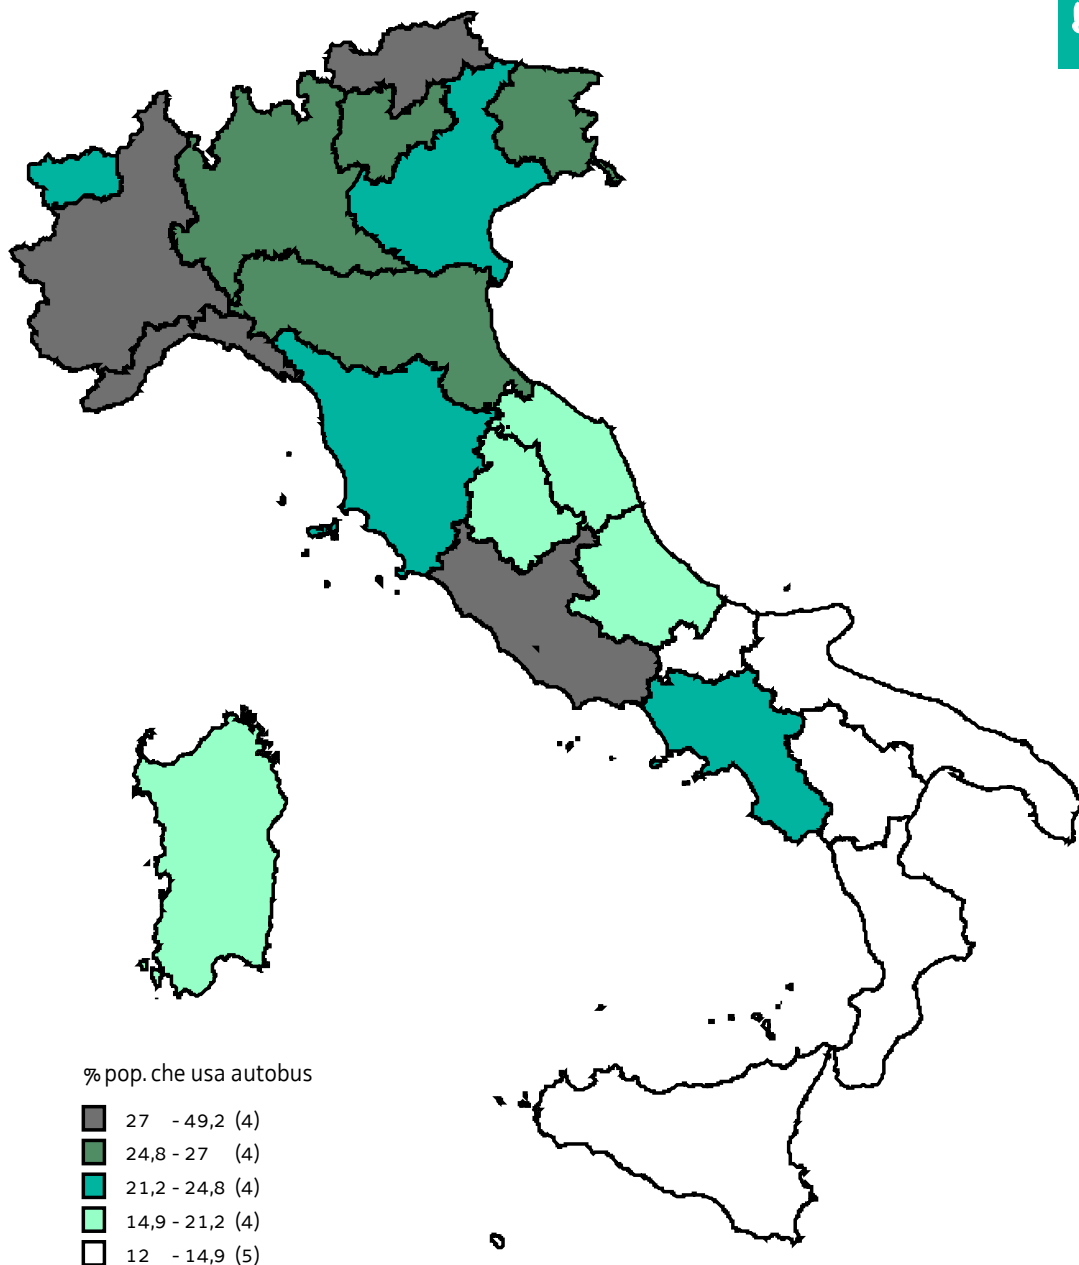 % pop. che usa autobus
27 - 49,2 (4)
24,8 - 27 (4)
21,2 - 24,8 (4)
14,9 - 21,2 (4)
12 - 14,9 (5)